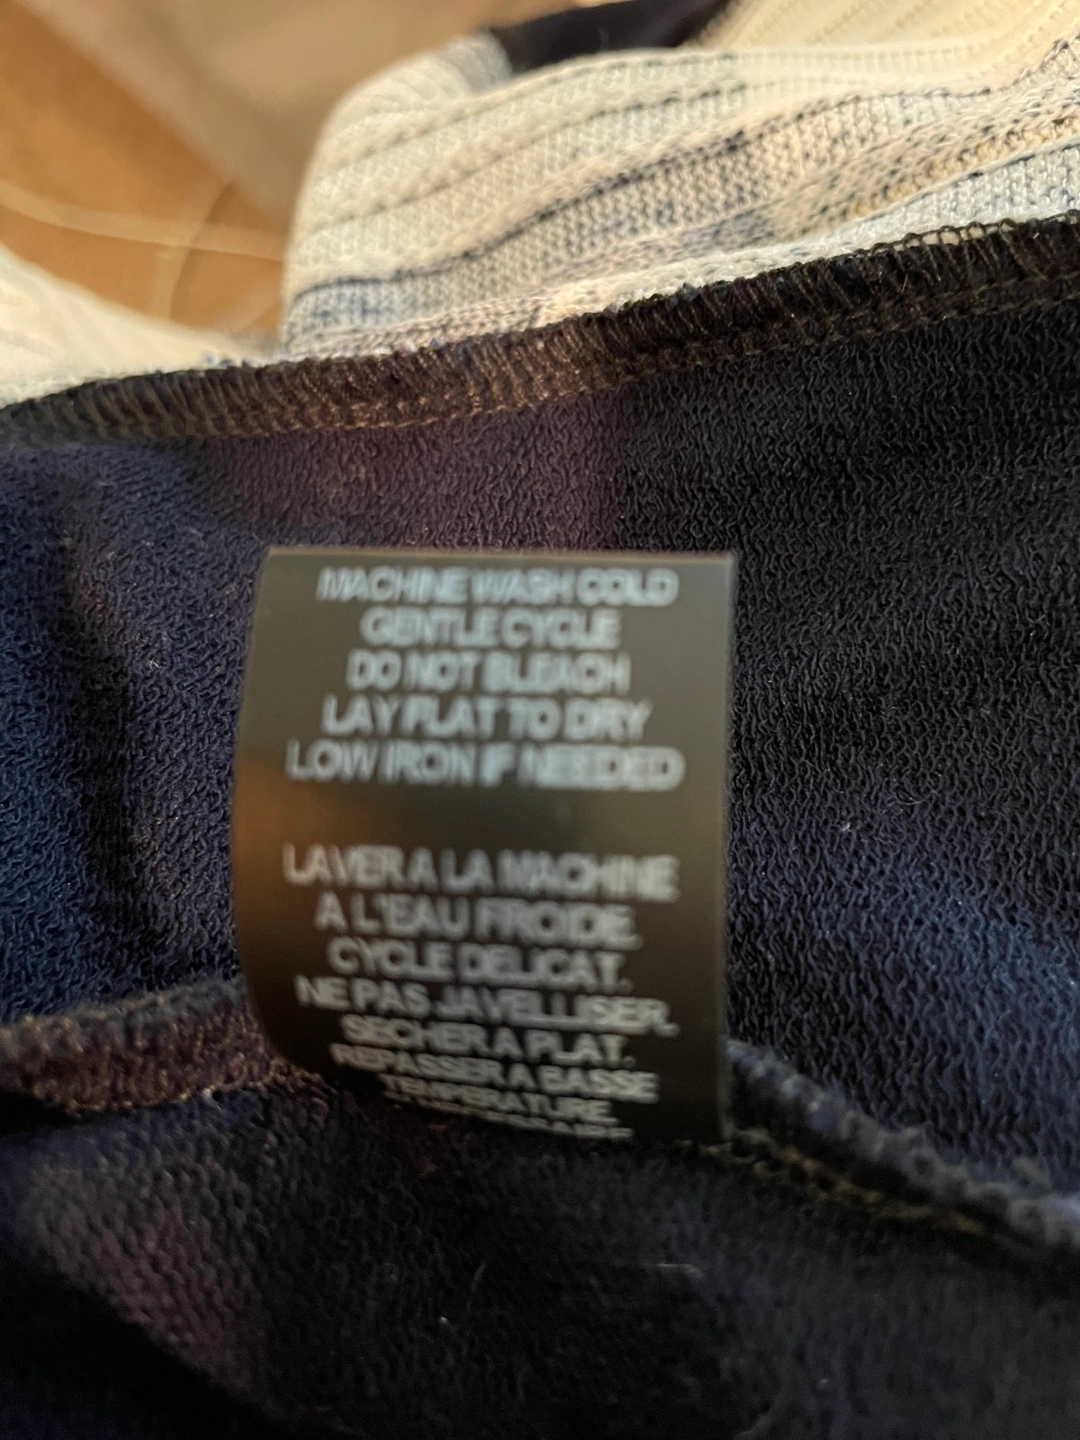 MACHINE WASH COLD
GENTLE CYCLE
DO NOT BLEACH
LAY FLAT TO DRY
LOW IRON IF NEEDED
LAVER A LA MACHINE
A L'EAU FROIDE.
CYCLE DELICAT.
NE PAS JAVELLISER.
SECHER A PLAT.
REPASSER A BASSE
TEMPERATURE